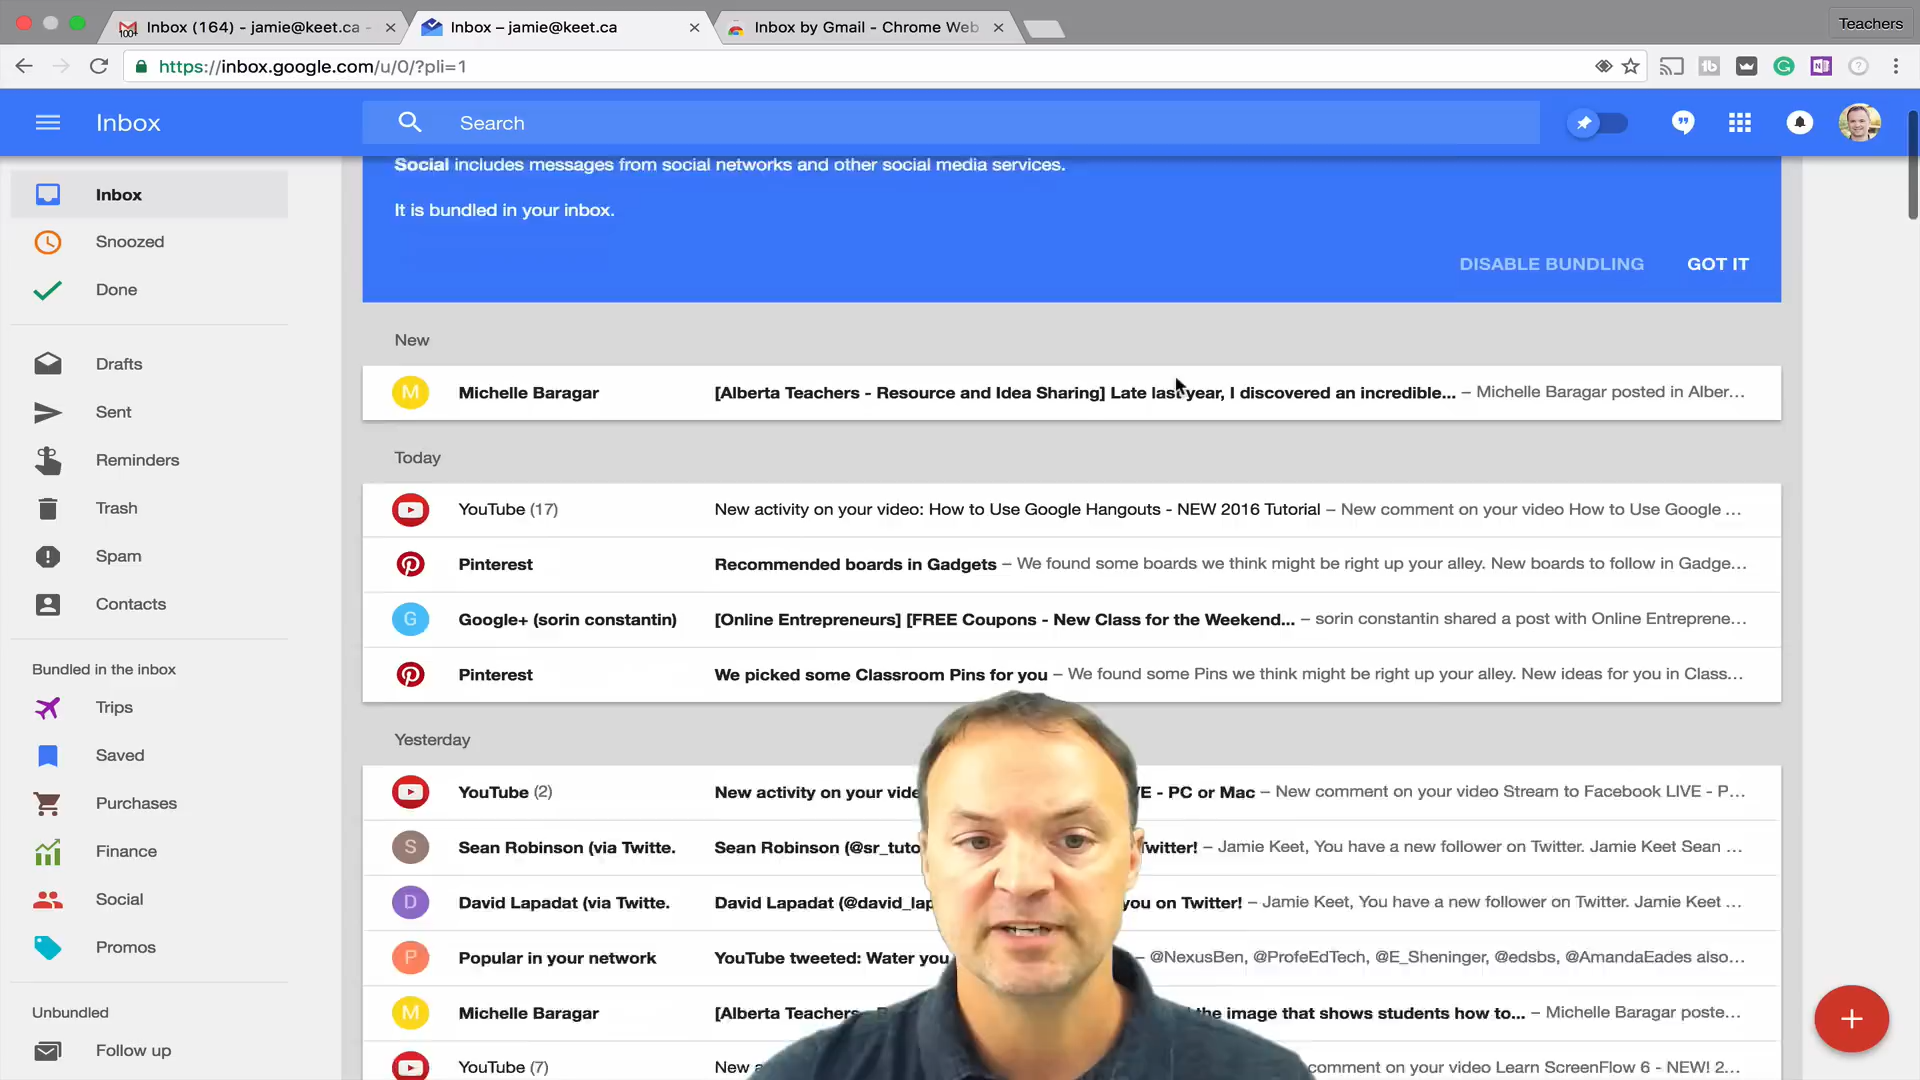 Inbox (164) - jamie@keet.ca -
Inbox – jamie@keet.ca
Inbox by Gmail - Chrome Web
Teachers
https://inbox.google.com/u/0/?pli=1
Inbox
Search
Social includes messages from social networks and other social media services.
It is bundled in your inbox.
DISABLE BUNDLING
GOT IT
Inbox
Snoozed
Done
Drafts
Sent
Reminders
Trash
Spam
Contacts
Bundled in the inbox
Trips
Saved
Purchases
Finance
Social
Promos
Unbundled
Follow up
New
M Michelle Baragar [Alberta Teachers - Resource and Idea Sharing] Late last year, I discovered an incredible... – Michelle Baragar posted in Alber...
Today
YouTube (17) New activity on your video: How to Use Google Hangouts - NEW 2016 Tutorial – New comment on your video How to Use Google ...
Pinterest Recommended boards in Gadgets – We found some boards we think might be right up your alley. New boards to follow in Gadge...
G Google+ (sorin constantin) [Online Entrepreneurs] [FREE Coupons - New Class for the Weekend... – sorin constantin shared a post with Online Entreprene...
Pinterest We picked some Classroom Pins for you – We found some Pins we think might be right up your alley. New ideas for you in Class...
Yesterday
YouTube (2) New activity on your vide E - PC or Mac – New comment on your video Stream to Facebook LIVE - P...
S Sean Robinson (via Twitte. Sean Robinson (@sr_tuto Twitter! – Jamie Keet, You have a new follower on Twitter. Jamie Keet Sean ...
D David Lapadat (via Twitte. David Lapadat (@david_lap you on Twitter! – Jamie Keet, You have a new follower on Twitter. Jamie Keet ...
P Popular in your network YouTube tweeted: Water you – @NexusBen, @ProfeEdTech, @E_Sheninger, @edsbs, @AmandaEades also...
M Michelle Baragar [Alberta Teachers the image that shows students how to... – Michelle Baragar poste...
YouTube (7) New comment on your video Learn ScreenFlow 6 - NEW! 2...